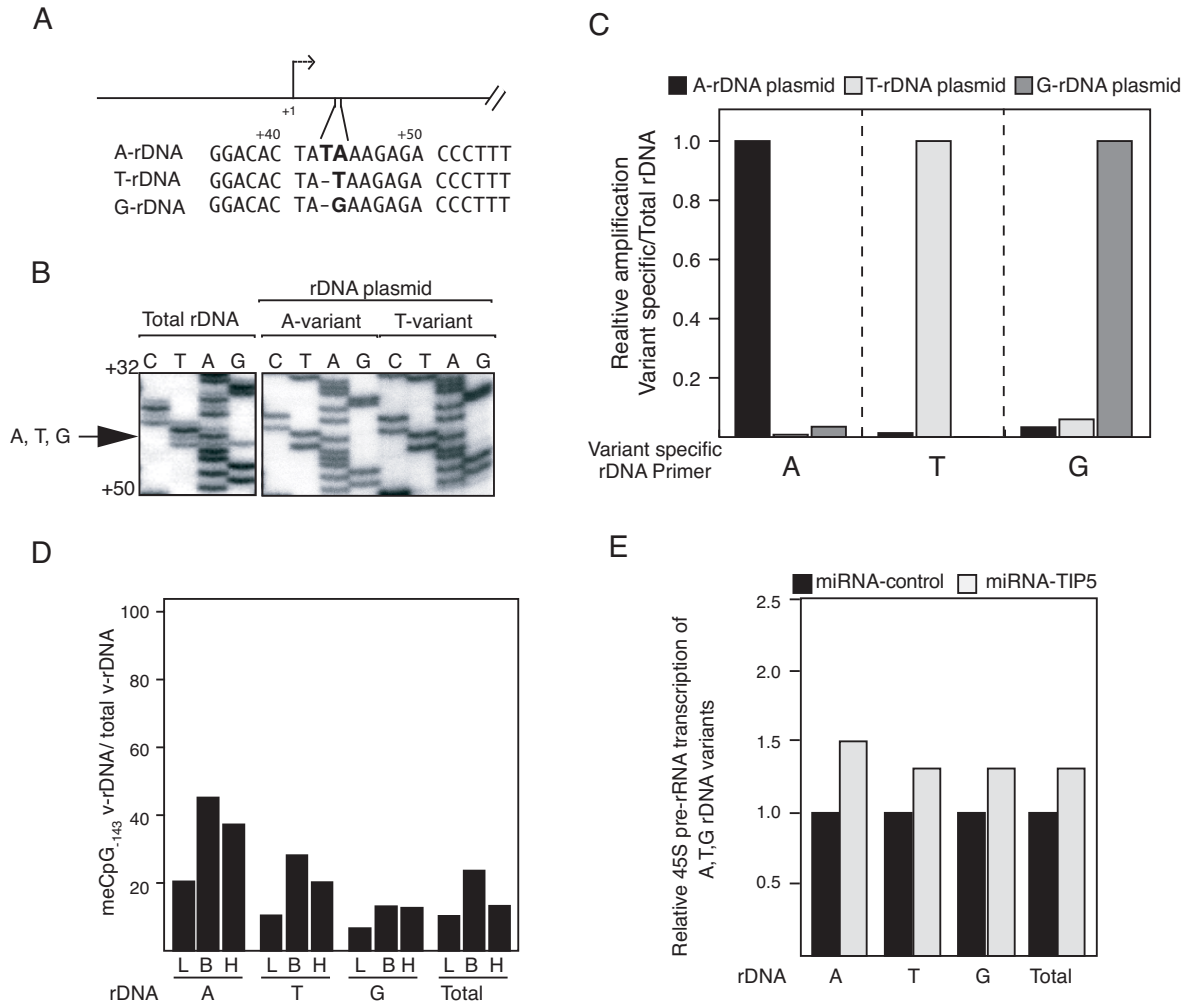 A
+1
+40 +50
A-rDNA GGACAC TATAAAGAGA CCCTTT
T-rDNA GGACAC TA-TAAGAGA CCCTTT
G-rDNA GGACAC TA-GAAGAGA CCCTTT
B
rDNA plasmid
Total rDNA A-variant T-variant
C T A G C T A G C T A G
+32
A, T, G
+50
C
A-rDNA plasmid T-rDNA plasmid G-rDNA plasmid
Realtive amplification
Variant specific/Total rDNA
1.0
0.8
0.6
0.4
0.2
Variant specific
rDNA Primer
A T G
D
meCpG-143 v-rDNA/ total v-rDNA
100
80
60
40
20
L B H L B H L B H L B H
rDNA A T G Total
E
miRNA-control miRNA-TIP5
Relative 45S pre-rRNA transcription of
A,T,G rDNA variants
2.5
2.0
1.5
1.0
0.5
rDNA A T G Total